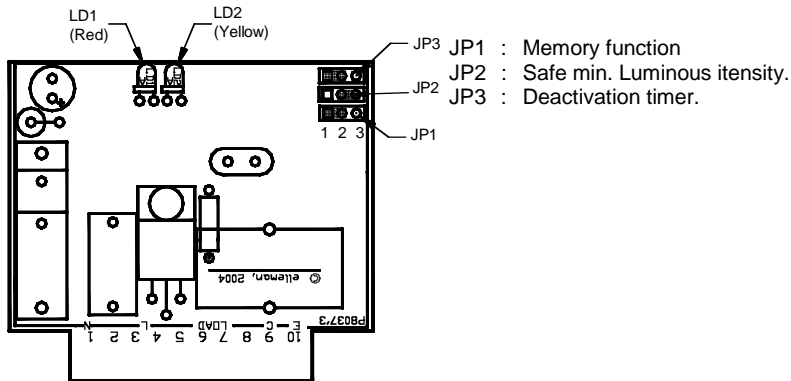 LD1
(Red)
LD2
(Yellow)
JP3
JP2
JP1
JP1 : Memory function
JP2 : Safe min. Luminous itensity.
JP3 : Deactivation timer.
1 2 3
© elleman, 2004
P8037'3
N L LOAD C E
1 2 3 4 5 6 7 8 9 10